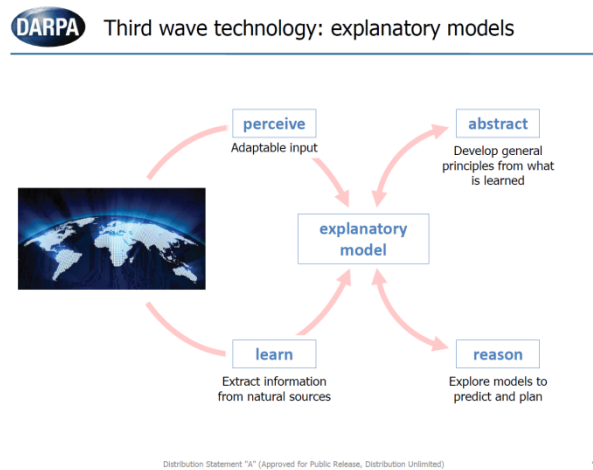 DARPA
Third wave technology: explanatory models
perceive
Adaptable input
abstract
Develop general
principles from what
is learned
explanatory
model
learn
Extract information
from natural sources
reason
Explore models to
predict and plan
Distribution Statement "A" (Approved for Public Release, Distribution Unlimited)